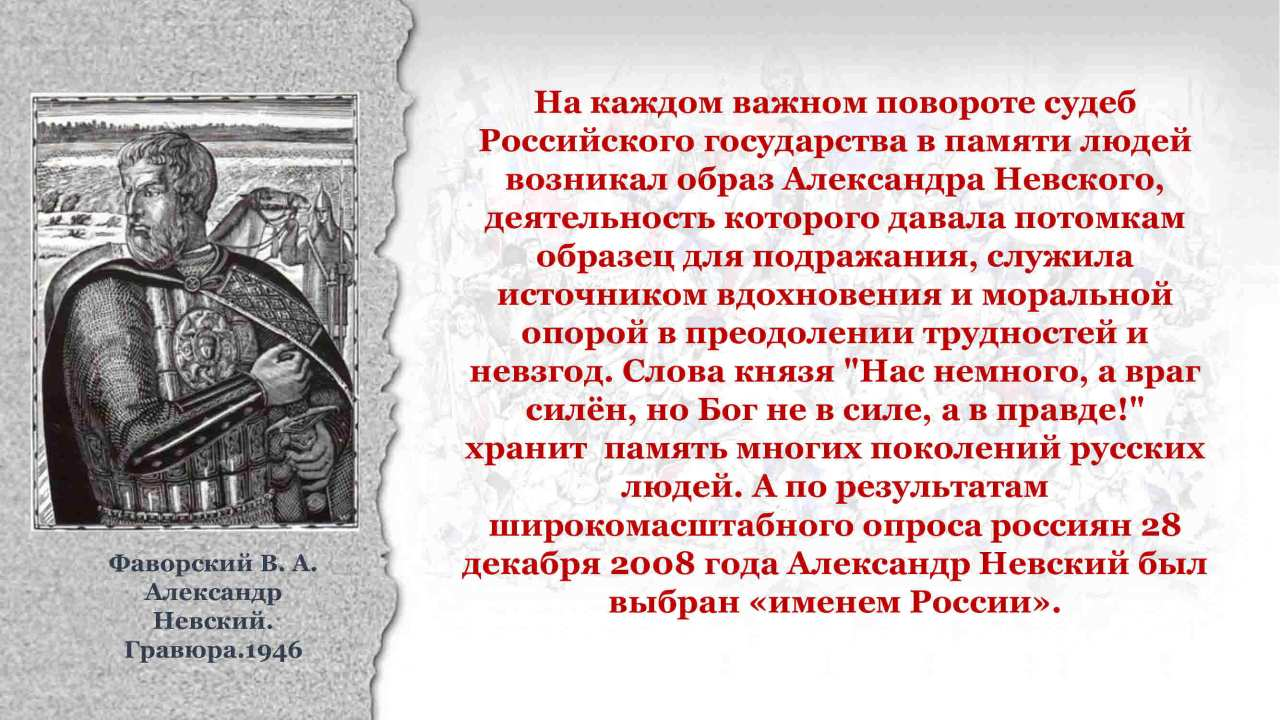 На каждом важном повороте судеб
Российского государства в памяти людей
возникал образ Александра Невского,
деятельность которого давала потомкам
образец для подражания, служила
источником вдохновения и моральной
опорой в преодолении трудностей и
невзгод. Слова князя "Нас немного, а враг
силён, но Бог не в силе, а в правде!"
хранит  память многих поколений русских
людей. А по результатам
широкомасштабного опроса россиян 28
декабря 2008 года Александр Невский был
выбран «именем России».
Фаворский В. А.
Александр
Невский.
Гравюра.1946